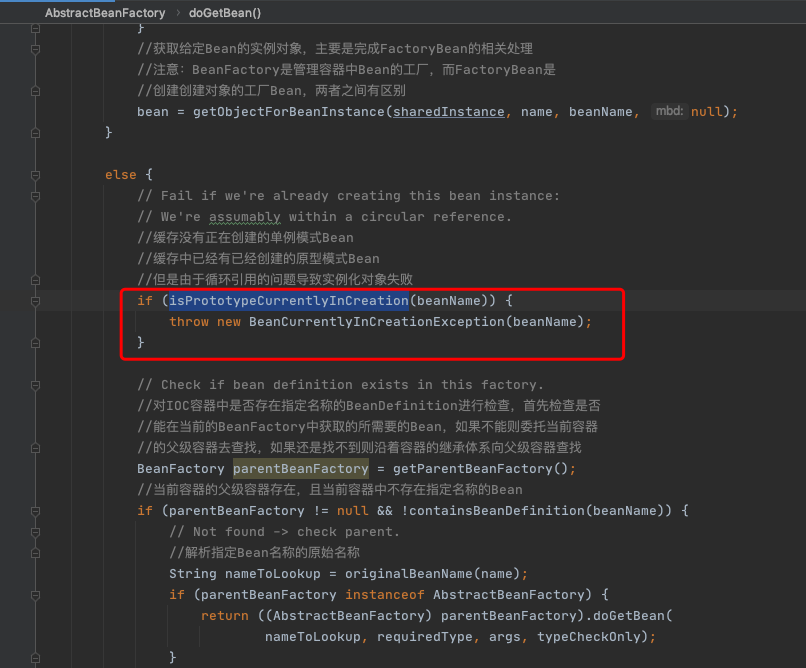 AbstractBeanFactory › doGetBean()
}
//获取给定Bean的实例对象，主要是完成FactoryBean的相关处理
//注意：BeanFactory是管理容器中Bean的工厂，而FactoryBean是
//创建创建对象的工厂Bean，两者之间有区别
bean = getObjectForBeanInstance(sharedInstance, name, beanName, mbd: null);
}
else {
// Fail if we're already creating this bean instance:
// We're assumably within a circular reference.
//缓存没有正在创建的单例模式Bean
//缓存中已经有已经创建的原型模式Bean
//但是由于循环引用的问题导致实例化对象失败
if (isPrototypeCurrentlyInCreation(beanName)) {
throw new BeanCurrentlyInCreationException(beanName);
}
// Check if bean definition exists in this factory.
//对IOC容器中是否存在指定名称的BeanDefinition进行检查，首先检查是否
//能在当前的BeanFactory中获取的所需要的Bean，如果不能则委托当前容器
//的父级容器去查找，如果还是找不到则沿着容器的继承体系向父级容器查找
BeanFactory parentBeanFactory = getParentBeanFactory();
//当前容器的父级容器存在，且当前容器中不存在指定名称的Bean
if (parentBeanFactory != null && !containsBeanDefinition(beanName)) {
// Not found -> check parent.
//解析指定Bean名称的原始名称
String nameToLookup = originalBeanName(name);
if (parentBeanFactory instanceof AbstractBeanFactory) {
return ((AbstractBeanFactory) parentBeanFactory).doGetBean(
nameToLookup, requiredType, args, typeCheckOnly);
}